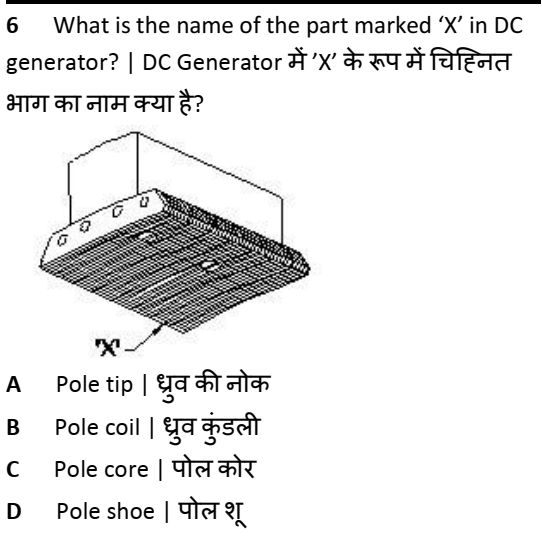 6 What is the name of the part marked ‘X’ in DC
generator? | DC Generator में ’X’ के रूप में चिह्नित
भाग का नाम क्या है?
'X'
A Pole tip | ध्रुव की नोक
B Pole coil | ध्रुव कुंडली
C Pole core | पोल कोर
D Pole shoe | पोल शू